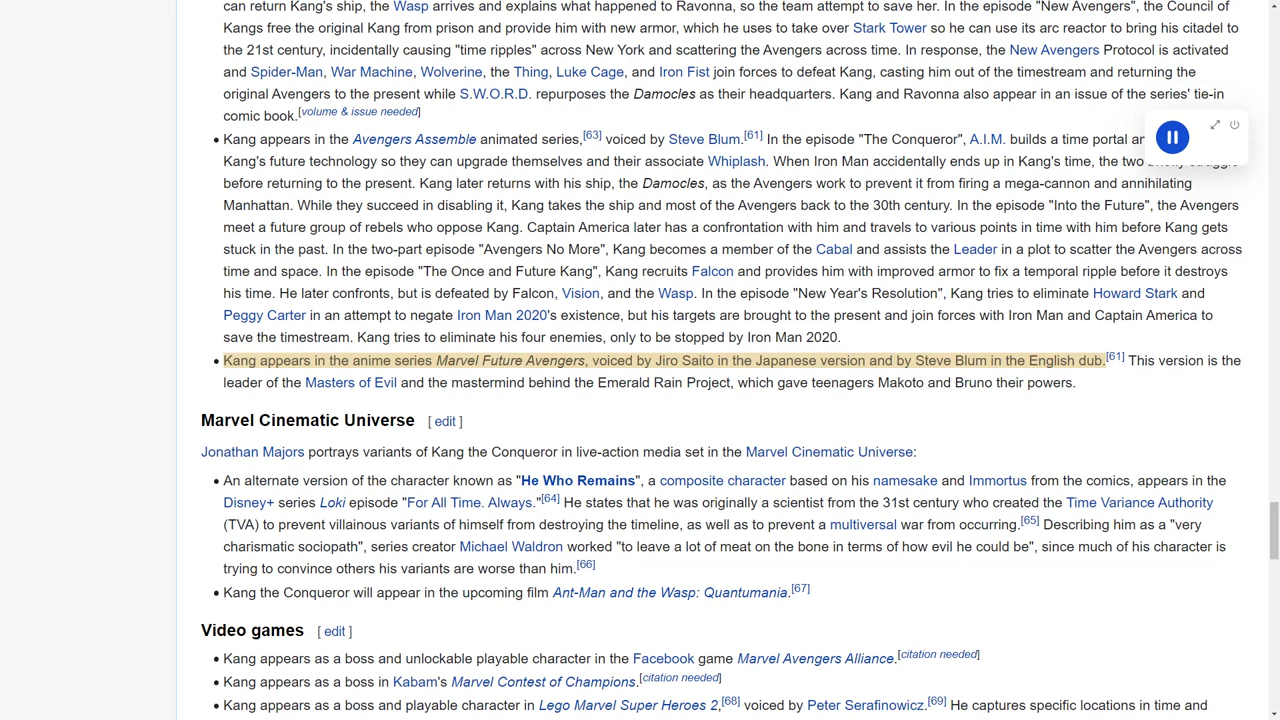 can return Kang's ship, the Wasp arrives and explains what happened to Ravonna, so the team attempt to save her. In the episode "New Avengers", the Council of
Kangs free the original Kang from prison and provide him with new armor, which he uses to take over Stark Tower so he can use its arc reactor to bring his citadel to
the 21st century, incidentally causing "time ripples" across New York and scattering the Avengers across time. In response, the New Avengers Protocol is activated
and Spider-Man, War Machine, Wolverine, the Thing, Luke Cage, and Iron Fist join forces to defeat Kang, casting him out of the timestream and returning the
original Avengers to the present while S.W.O.R.D. repurposes the Damocles as their headquarters. Kang and Ravonna also appear in an issue of the series' tie-in
comic book.[volume & issue needed]
• Kang appears in the Avengers Assemble animated series,[63] voiced by Steve Blum.[61] In the episode "The Conqueror", A.I.M. builds a time portal
Kang's future technology so they can upgrade themselves and their associate Whiplash. When Iron Man accidentally ends up in Kang's time, the two
before returning to the present. Kang later returns with his ship, the Damocles, as the Avengers work to prevent it from firing a mega-cannon and annihilating
Manhattan. While they succeed in disabling it, Kang takes the ship and most of the Avengers back to the 30th century. In the episode "Into the Future", the Avengers
meet a future group of rebels who oppose Kang. Captain America later has a confrontation with him and travels to various points in time with him before Kang gets
stuck in the past. In the two-part episode "Avengers No More", Kang becomes a member of the Cabal and assists the Leader in a plot to scatter the Avengers across
time and space. In the episode "The Once and Future Kang", Kang recruits Falcon and provides him with improved armor to fix a temporal ripple before it destroys
his time. He later confronts, but is defeated by Falcon, Vision, and the Wasp. In the episode "New Year's Resolution", Kang tries to eliminate Howard Stark and
Peggy Carter in an attempt to negate Iron Man 2020's existence, but his targets are brought to the present and join forces with Iron Man and Captain America to
save the timestream. Kang tries to eliminate his four enemies, only to be stopped by Iron Man 2020.
• Kang appears in the anime series Marvel Future Avengers, voiced by Jiro Saito in the Japanese version and by Steve Blum in the English dub.[61] This version is the
leader of the Masters of Evil and the mastermind behind the Emerald Rain Project, which gave teenagers Makoto and Bruno their powers.
Marvel Cinematic Universe [ edit ]
Jonathan Majors portrays variants of Kang the Conqueror in live-action media set in the Marvel Cinematic Universe:
• An alternate version of the character known as "He Who Remains", a composite character based on his namesake and Immortus from the comics, appears in the
Disney+ series Loki episode "For All Time. Always."[64] He states that he was originally a scientist from the 31st century who created the Time Variance Authority
(TVA) to prevent villainous variants of himself from destroying the timeline, as well as to prevent a multiversal war from occurring.[65] Describing him as a "very
charismatic sociopath", series creator Michael Waldron worked "to leave a lot of meat on the bone in terms of how evil he could be", since much of his character is
trying to convince others his variants are worse than him.[66]
• Kang the Conqueror will appear in the upcoming film Ant-Man and the Wasp: Quantumania.[67]
Video games [ edit ]
• Kang appears as a boss and unlockable playable character in the Facebook game Marvel Avengers Alliance.[citation needed]
• Kang appears as a boss in Kabam's Marvel Contest of Champions.[citation needed]
• Kang appears as a boss and playable character in Lego Marvel Super Heroes 2,[68] voiced by Peter Serafinowicz.[69] He captures specific locations in time and